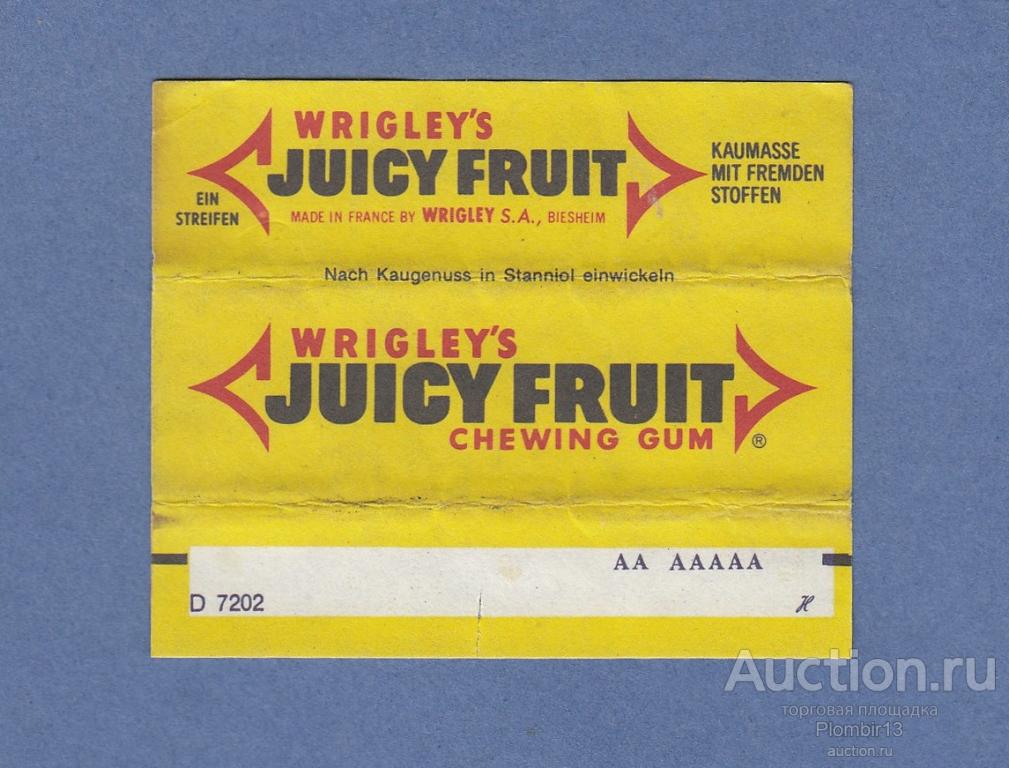 WRIGLEY'S
JUICY FRUIT
MADE IN FRANCE BY WRIGLEY S.A., BIESHEIM
EIN
STREIFEN
KAUMASSE
MIT FREMDEN
STOFFEN
Nach Kaugenuss in Stanniol einwickeln
WRIGLEY'S
JUICY FRUIT
CHEWING GUM ®
AA AAAAA
D 7202
H
Auction.ru
торговая площадка
Plombir13
auction.ru